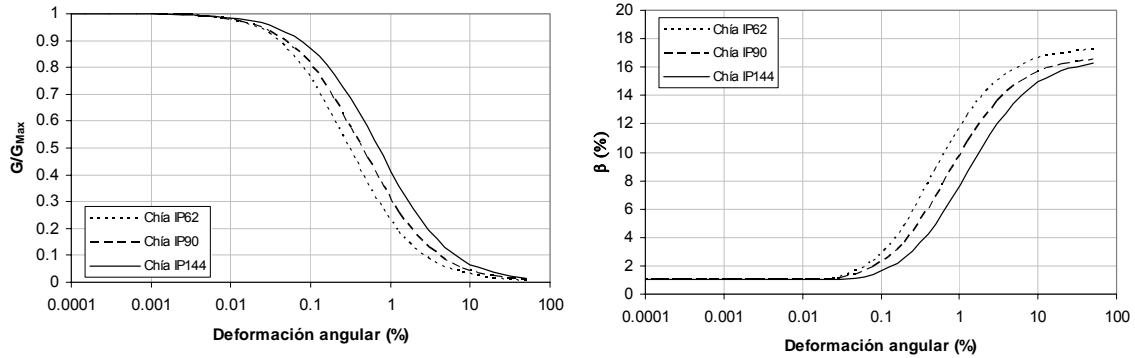 1
0.9
0.8
0.7
0.6
0.5
0.4
0.3
0.2
0.1
0
G/GMax
Chía IP62
Chía IP90
Chía IP144
0.0001 0.001 0.01 0.1 1 10 100
Deformación angular (%)
20
18
16
14
12
10
8
6
4
2
0
β (%)
Chía IP62
Chía IP90
Chía IP144
0.0001 0.001 0.01 0.1 1 10 100
Deformación angular (%)